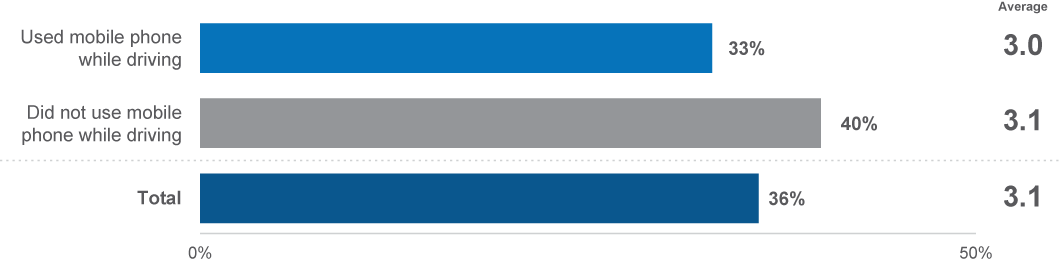 Average
Used mobile phone
while driving
33%
3.0
Did not use mobile
phone while driving
40%
3.1
Total
36%
3.1
0%
50%